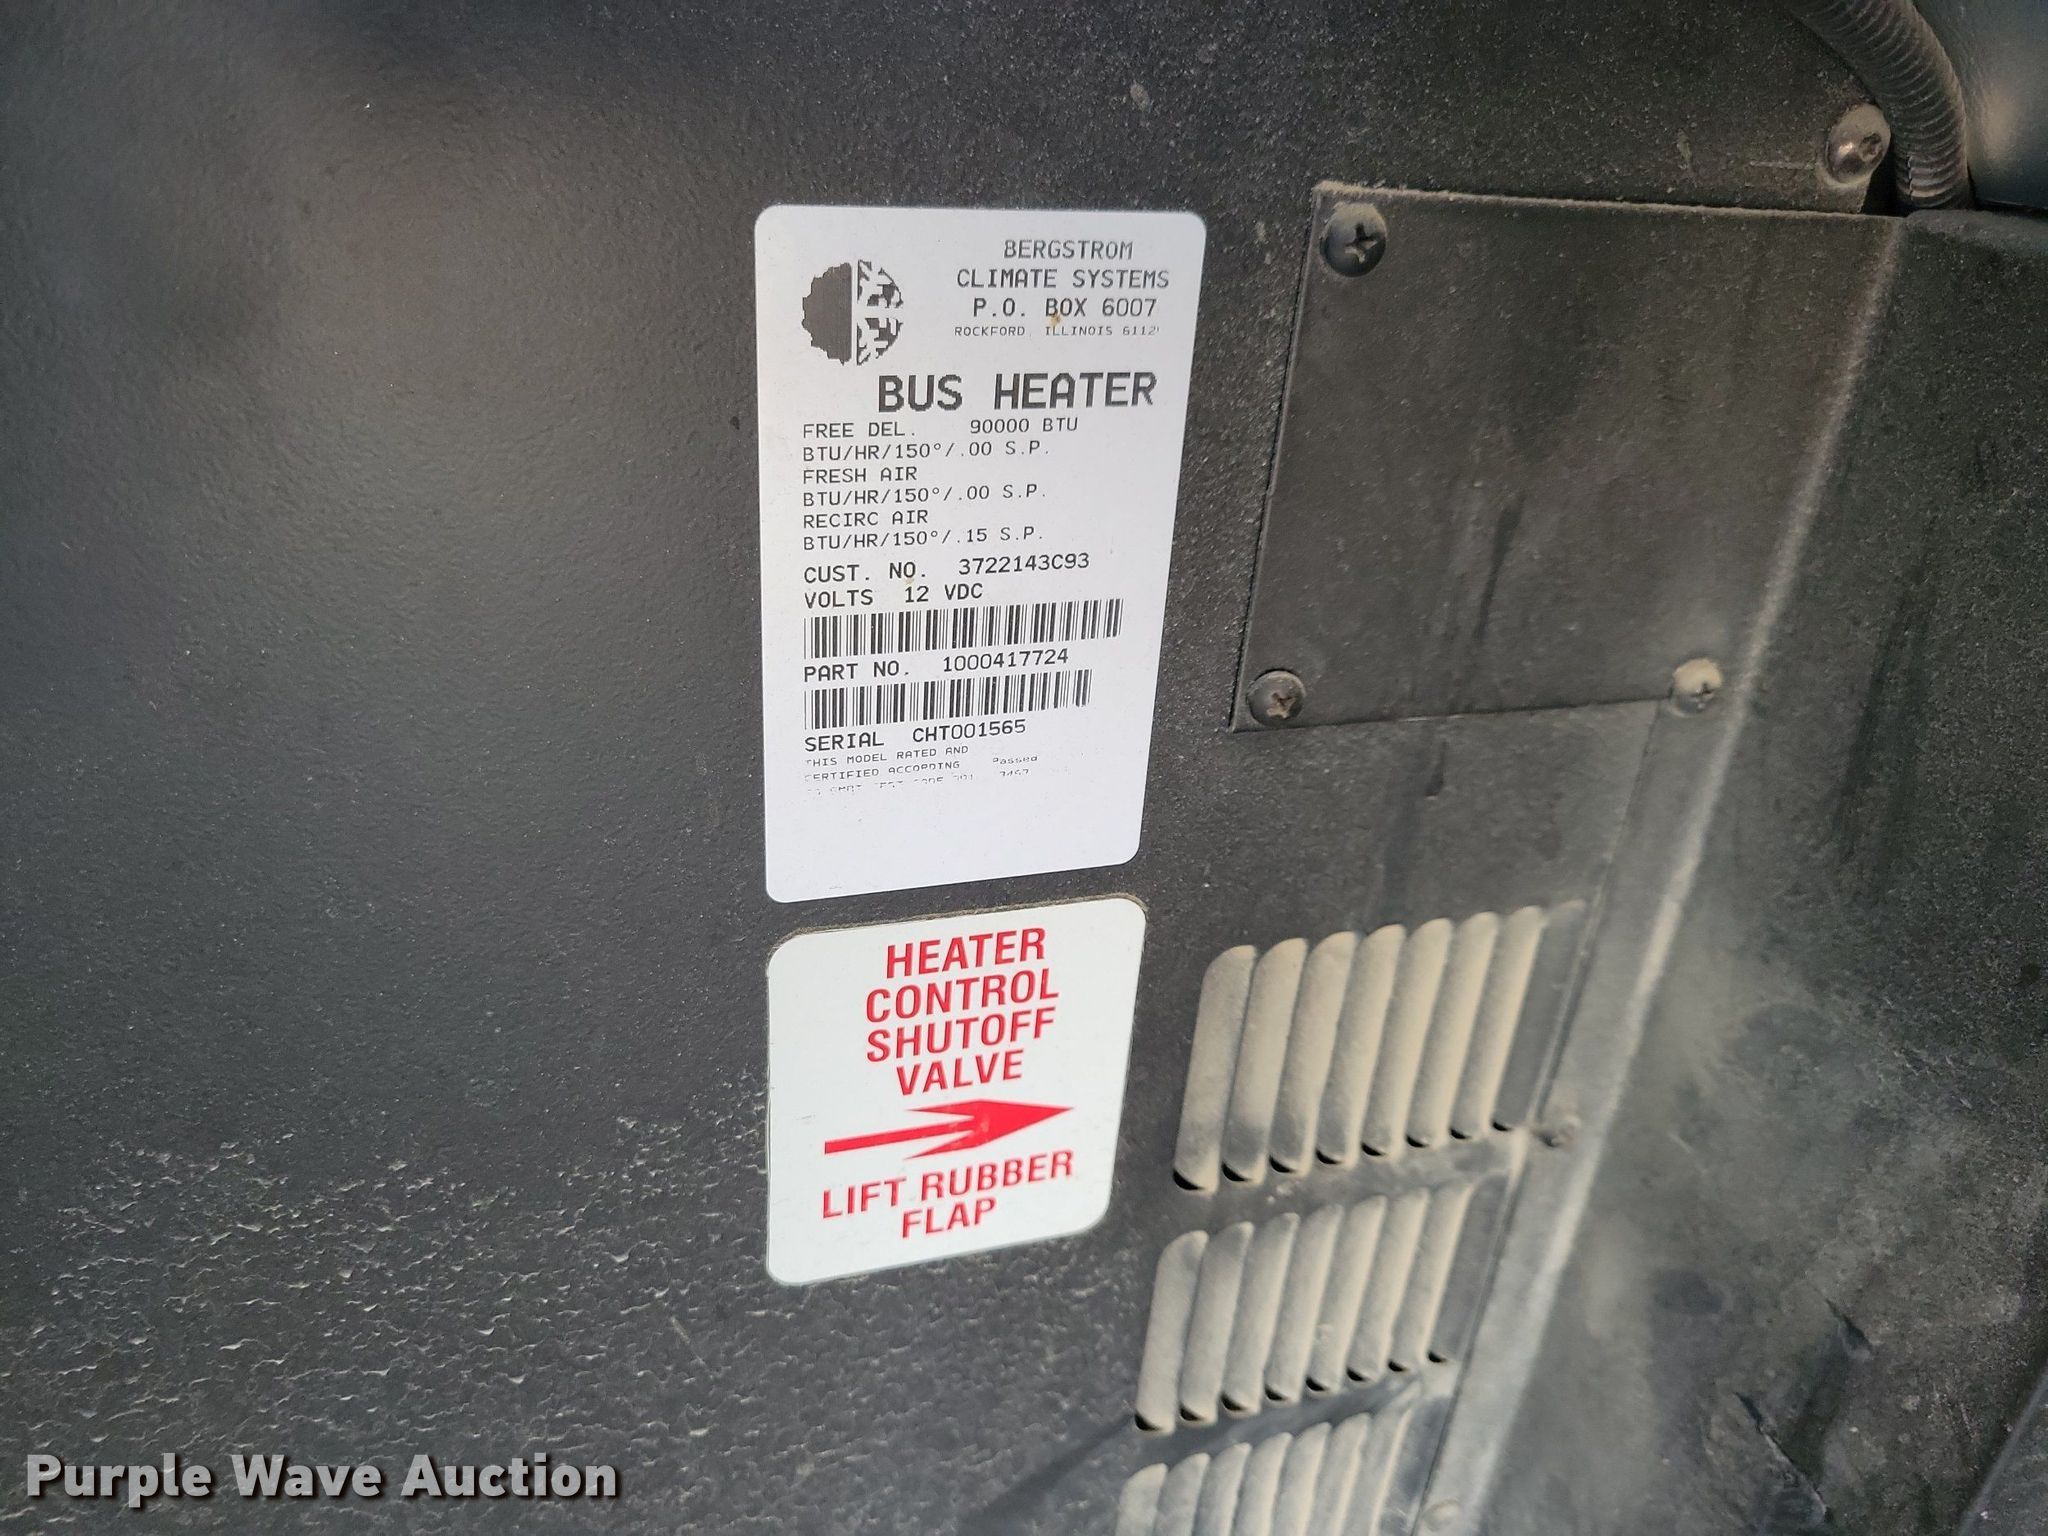 BERGSTROM
CLIMATE SYSTEMS
P.O. BOX 6007
ROCKFORD, ILLINOIS
BUS HEATER
FREE DEL. 90000 BTU
BTU/HR/150°/.00 S.P.
FRESH AIR
BTU/HR/150°/.00 S.P.
RECIRC AIR
BTU/HR/150°/.15 S.P.
CUST. NO. 3722143C93
VOLTS 12 VDC
PART NO. 1000417724
SERIAL CHT001565
THIS MODEL RATED AND
CERTIFIED ACCORDING Passed
HEATER
CONTROL
SHUTOFF
VALVE
LIFT RUBBER
FLAP
Purple Wave Auction